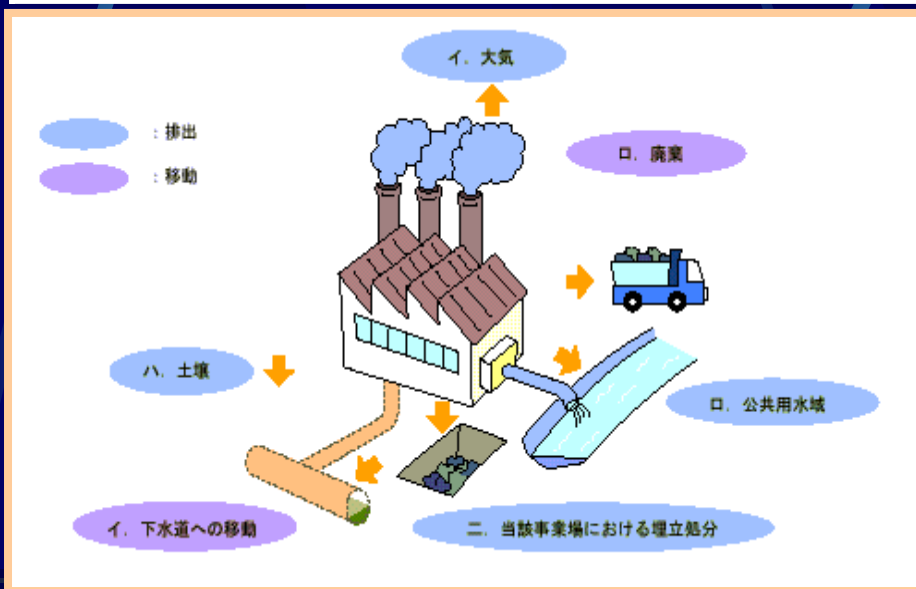 イ．大気
：排出
ロ．廃棄
：移動
ハ．土壌
ロ．公共用水域
イ．下水道への移動
二．当該事業場における埋立処分